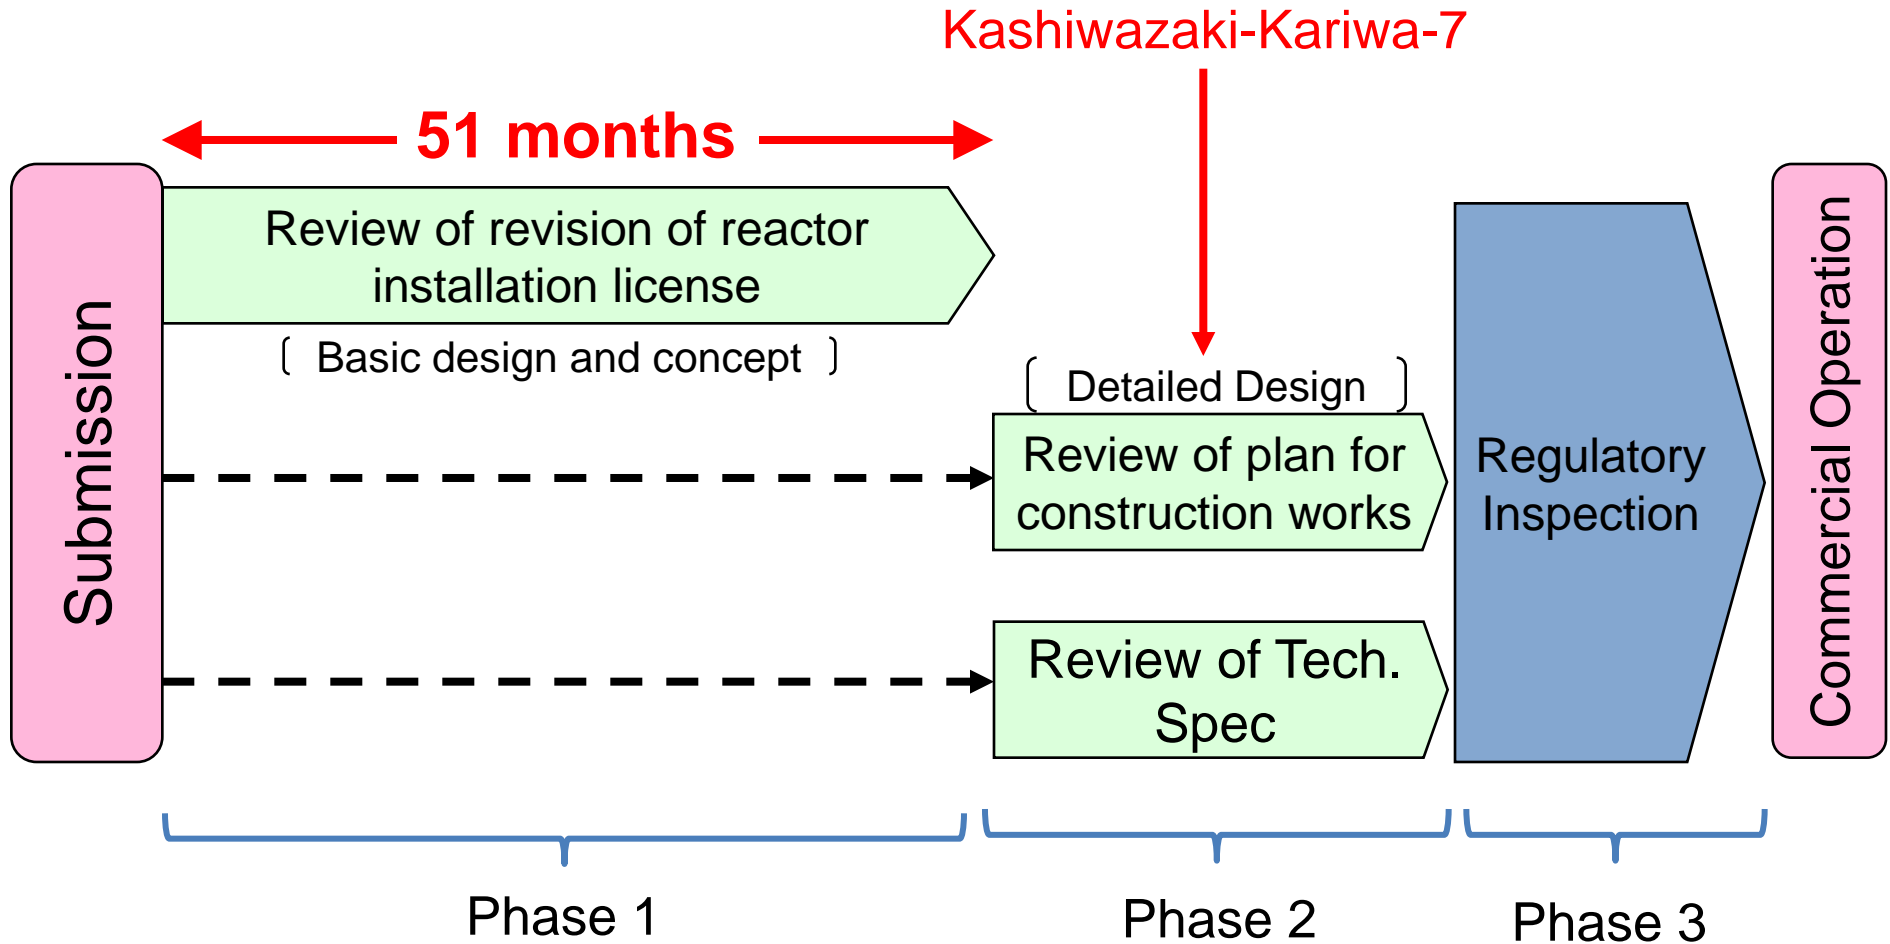 Kashiwazaki-Kariwa-7
51 months
Submission
Review of revision of reactor
installation license
[ Basic design and concept ]
[ Detailed Design ]
Review of plan for
construction works
Review of Tech.
Spec
Regulatory
Inspection
Commercial Operation
Phase 1
Phase 2
Phase 3